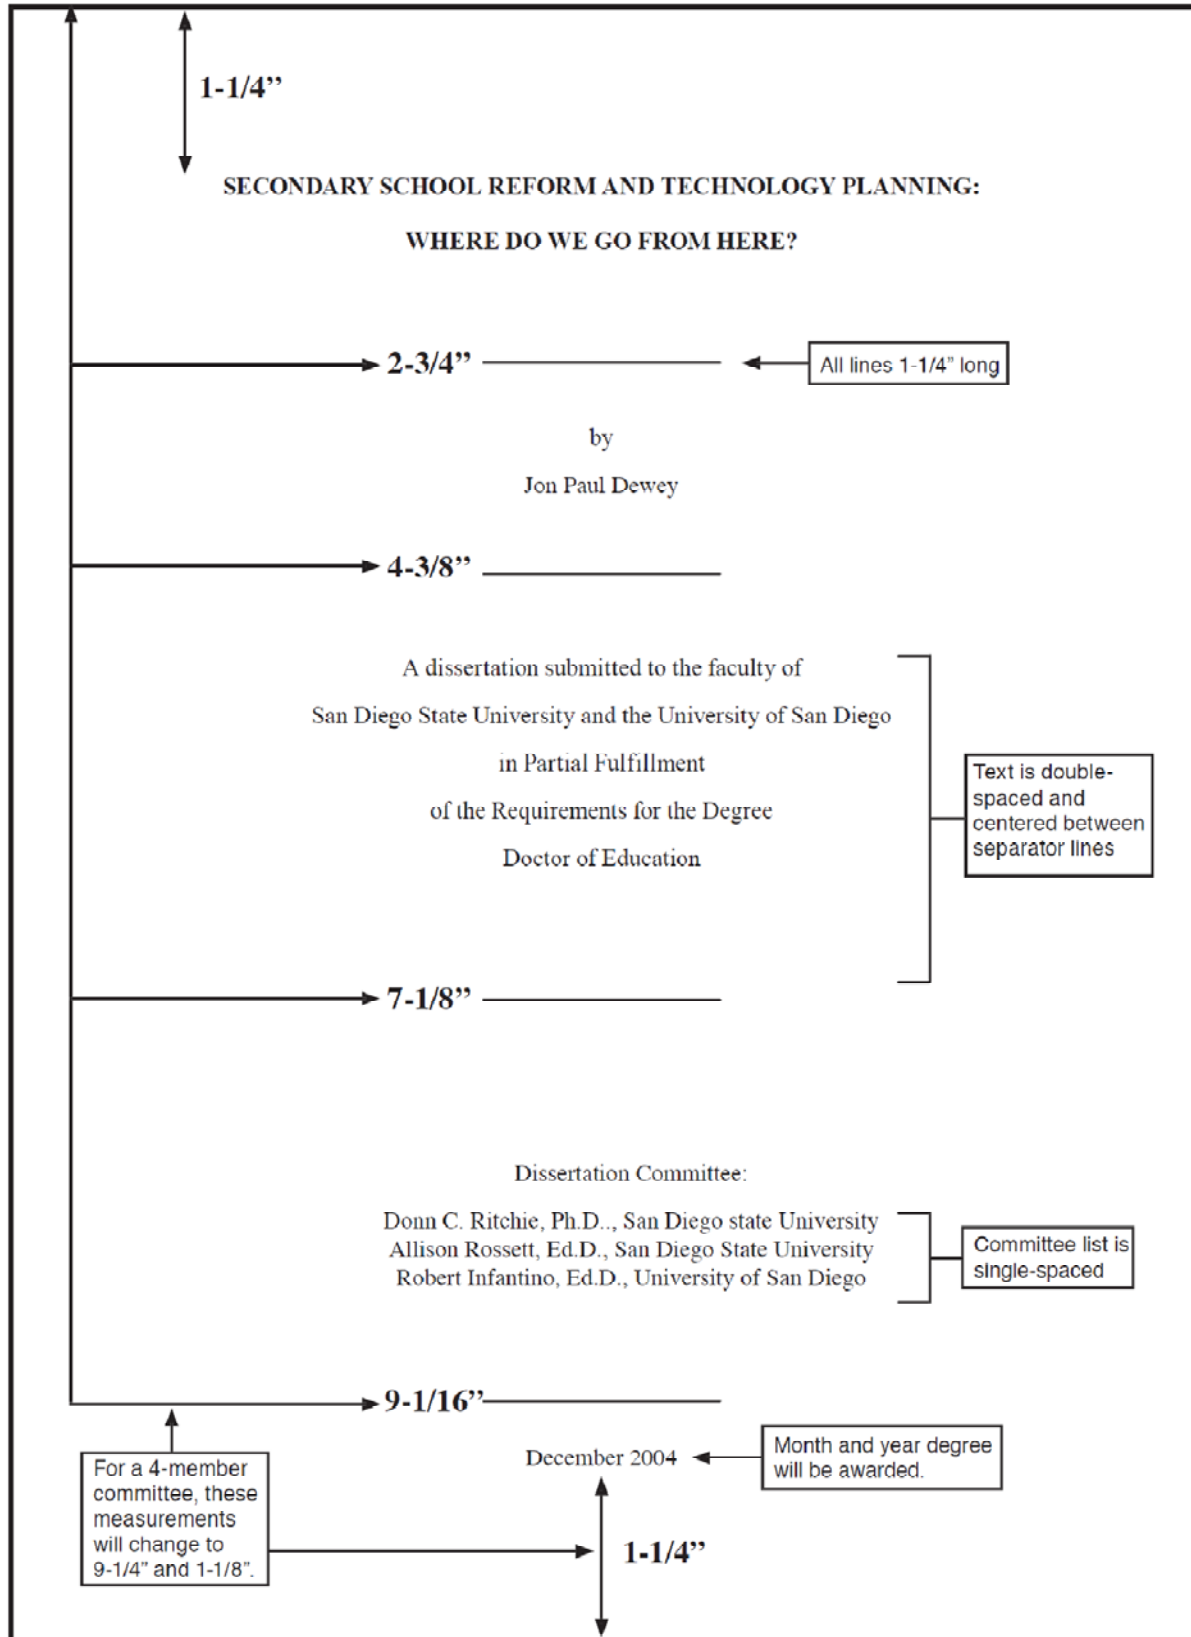 1-1/4”
SECONDARY SCHOOL REFORM AND TECHNOLOGY PLANNING:
WHERE DO WE GO FROM HERE?
2-3/4”
All lines 1-1/4” long
by
Jon Paul Dewey
4-3/8”
A dissertation submitted to the faculty of
San Diego State University and the University of San Diego
in Partial Fulfillment
of the Requirements for the Degree
Doctor of Education
Text is double-
spaced and
centered between
separator lines
7-1/8”
Dissertation Committee:
Donn C. Ritchie, Ph.D.., San Diego state University
Allison Rossett, Ed.D., San Diego State University
Robert Infantino, Ed.D., University of San Diego
Committee list is
single-spaced
9-1/16”
December 2004
Month and year degree
will be awarded.
For a 4-member
committee, these
measurements
will change to
9-1/4” and 1-1/8”.
1-1/4”